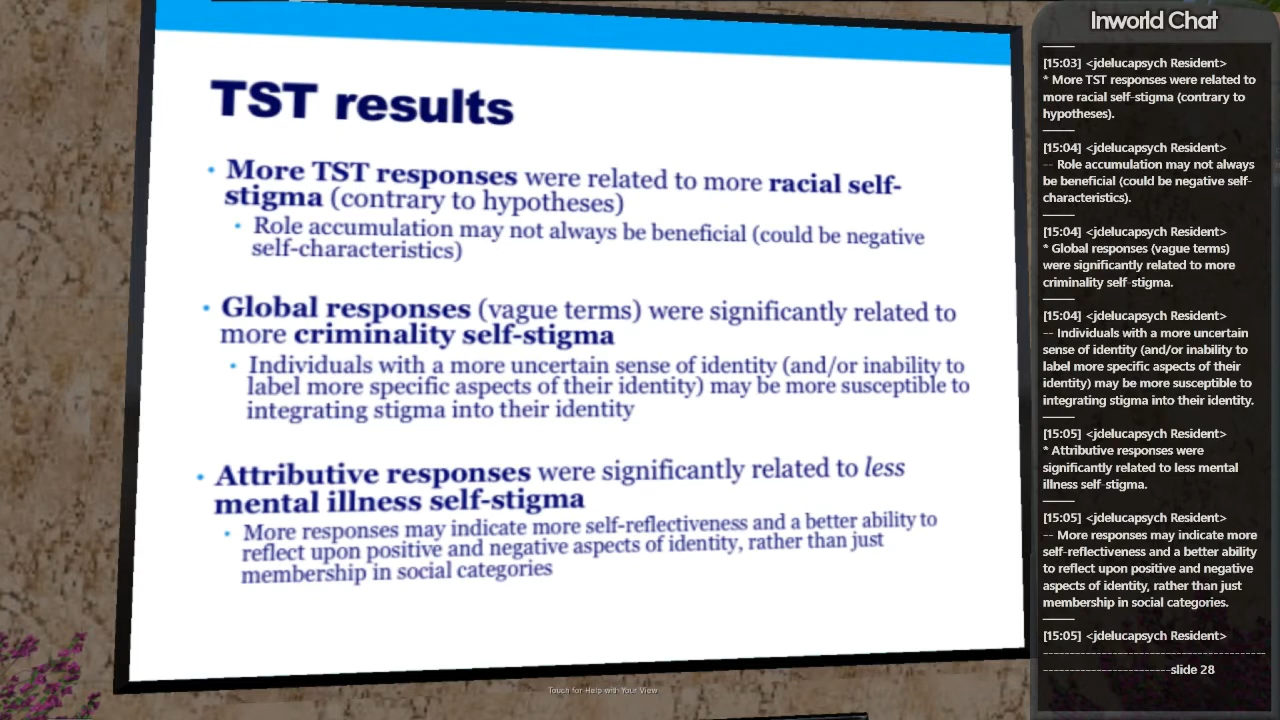 TST results
• More TST responses were related to more racial self-
stigma (contrary to hypotheses)
• Role accumulation may not always be beneficial (could be negative
self-characteristics)
• Global responses (vague terms) were significantly related to
more criminality self-stigma
• Individuals with a more uncertain sense of identity (and/or inability to
label more specific aspects of their identity) may be more susceptible to
integrating stigma into their identity
• Attributive responses were significantly related to less
mental illness self-stigma
• More responses may indicate more self-reflectiveness and a better ability to
reflect upon positive and negative aspects of identity, rather than just
membership in social categories
Touch for Help with Your View
Inworld Chat
[15:03] <jdelucapsych Resident>
* More TST responses were related to
more racial self-stigma (contrary to
hypotheses).
[15:04] <jdelucapsych Resident>
-- Role accumulation may not always
be beneficial (could be negative self-
characteristics).
[15:04] <jdelucapsych Resident>
* Global responses (vague terms)
were significantly related to more
criminality self-stigma.
[15:04] <jdelucapsych Resident>
-- Individuals with a more uncertain
sense of identity (and/or inability to
label more specific aspects of their
identity) may be more susceptible to
integrating stigma into their identity.
[15:05] <jdelucapsych Resident>
* Attributive responses were
significantly related to less mental
illness self-stigma.
[15:05] <jdelucapsych Resident>
-- More responses may indicate more
self-reflectiveness and a better ability
to reflect upon positive and negative
aspects of identity, rather than just
membership in social categories.
[15:05] <jdelucapsych Resident>
------------------------------------------
------------------------slide 28